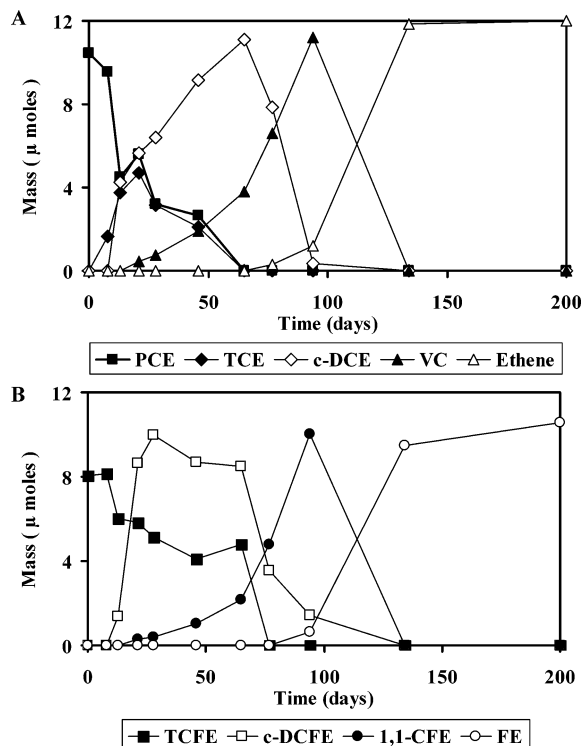 A
12
8
4
0
Mass ( μ moles)
0 50 100 150 200
Time (days)
PCE TCE c-DCE VC Ethene
B
12
8
4
0
Mass ( μ moles)
0 50 100 150 200
Time (days)
TCFE c-DCFE 1,1-CFE FE